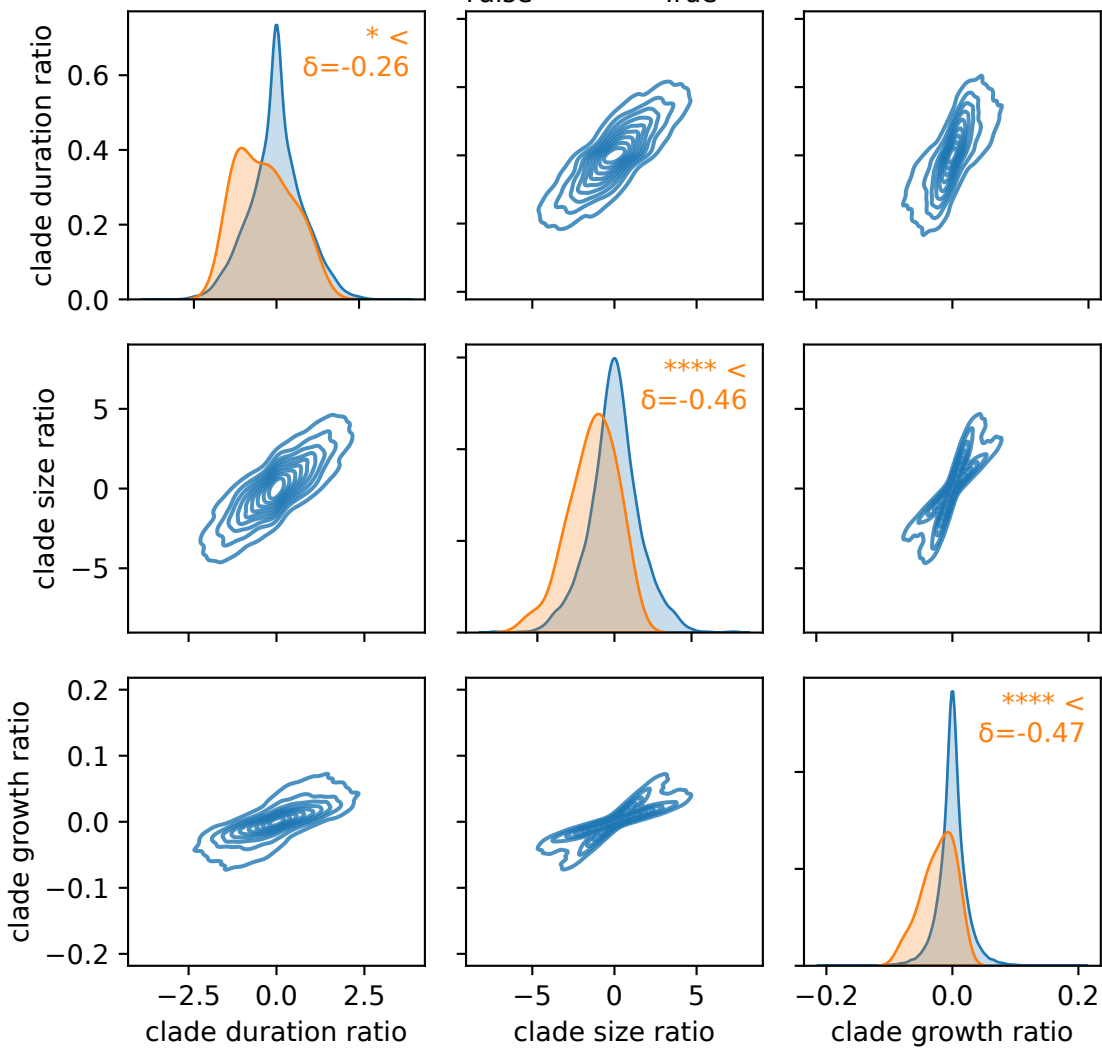 clade duration ratio
0.6
0.4
0.2
0.0
* <
δ=-0.26
clade size ratio
5
0
−5
**** <
δ=-0.46
clade growth ratio
0.2
0.1
0.0
−0.1
−0.2
**** <
δ=-0.47
−2.5 0.0 2.5
−5 0 5
−0.2 0.0 0.2
clade duration ratio
clade size ratio
clade growth ratio